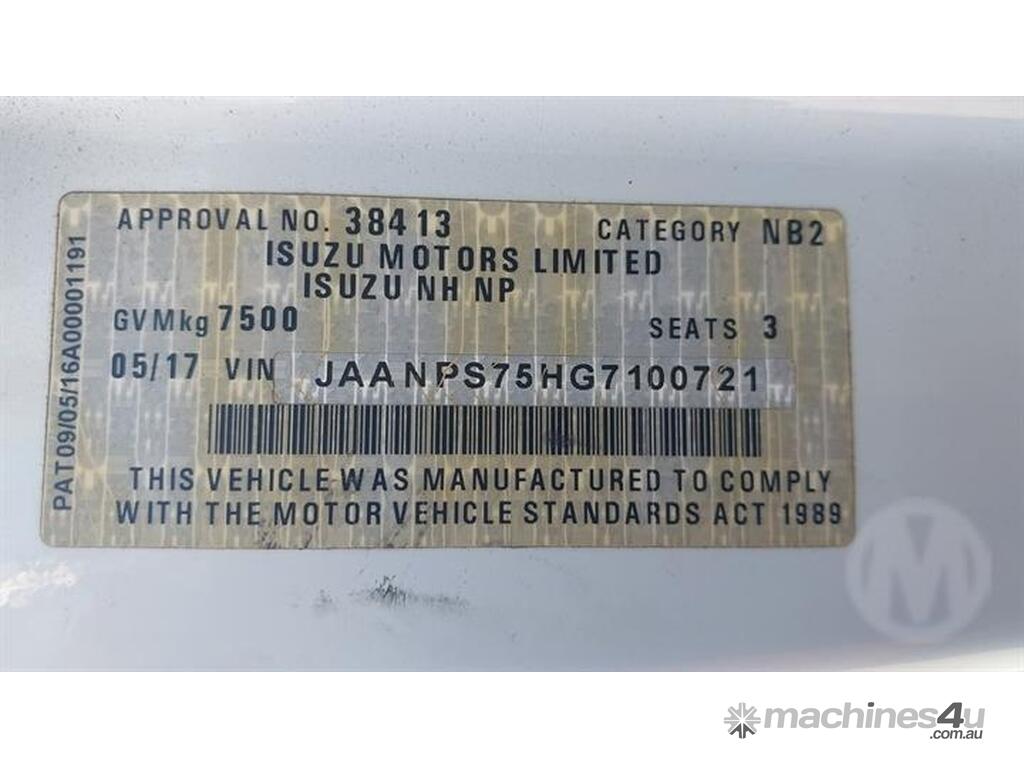 APPROVAL NO. 38413 CATEGORY NB2
ISUZU MOTORS LIMITED
ISUZU NH NP
GVMkg 7500 SEATS 3
05/17 VIN JAANPS75HG7100721
THIS VEHICLE WAS MANUFACTURED TO COMPLY
WITH THE MOTOR VEHICLE STANDARDS ACT 1989
PAT09/05/16A000001191
M
machines4u
.com.au